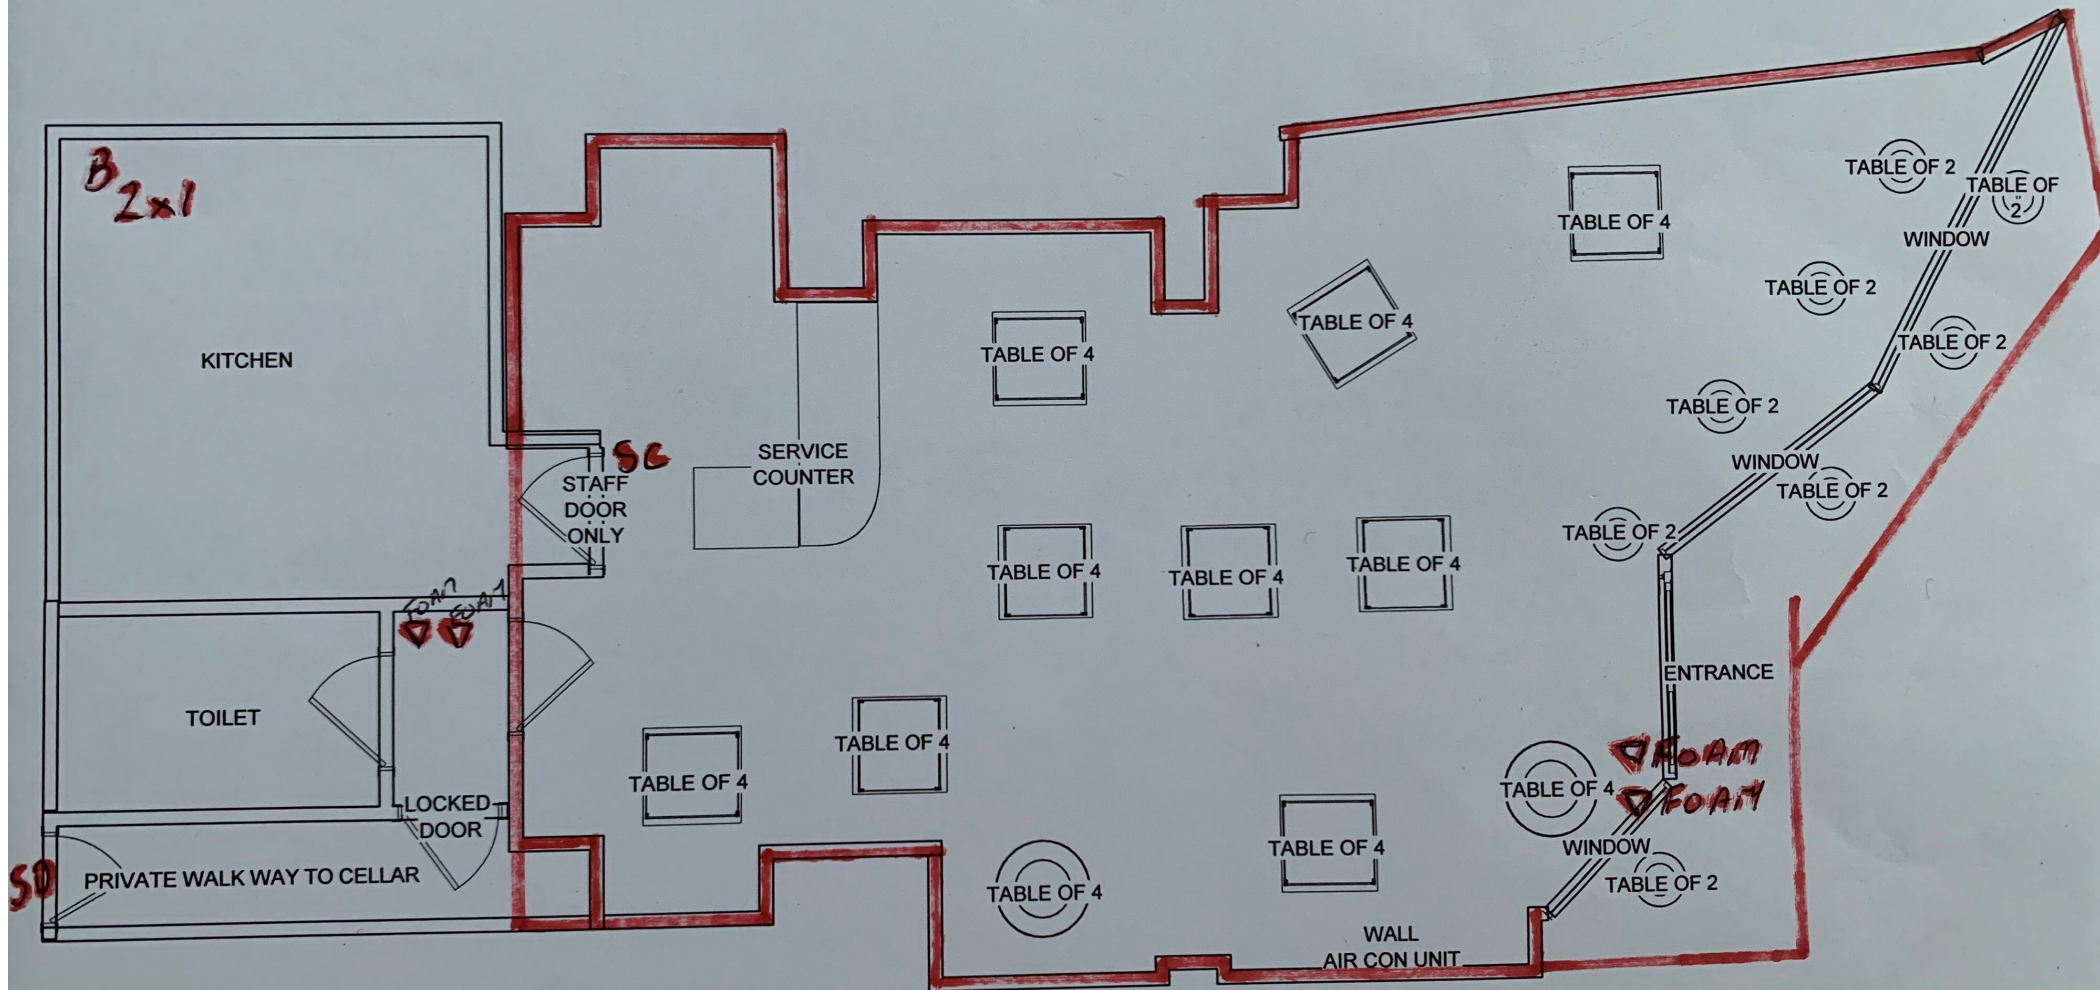 B
2x1
KITCHEN
SC
STAFF
DOOR
ONLY
SERVICE
COUNTER
FOAM
FOAM
TOILET
LOCKED
DOOR
SD
PRIVATE WALK WAY TO CELLAR
TABLE OF 4
TABLE OF 4
TABLE OF 4
TABLE OF 4
TABLE OF 4
TABLE OF 4
TABLE OF 4
TABLE OF 4
TABLE OF 4
TABLE OF 4
TABLE OF 4
TABLE OF 2
TABLE OF
2
WINDOW
TABLE OF 2
TABLE OF 2
TABLE OF 2
WINDOW
TABLE OF 2
TABLE OF 2
ENTRANCE
FOAM
FOAM
WINDOW
TABLE OF 2
WALL
AIR CON UNIT